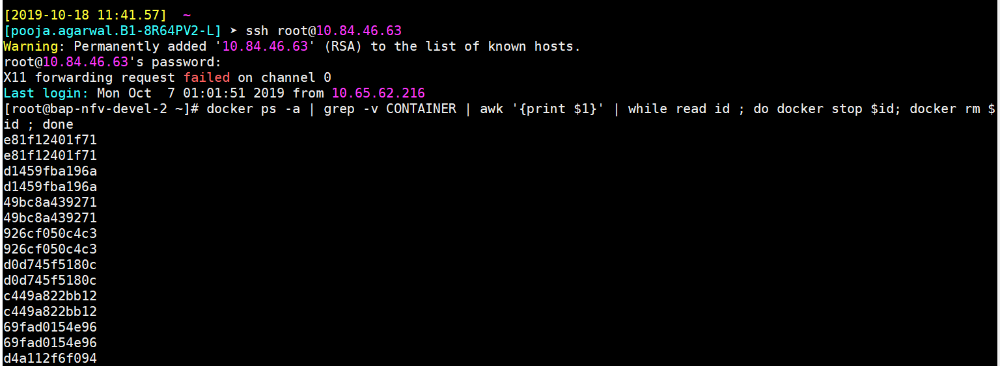 [2019-10-18 11:41.57]  ~
[pooja.agarwal.B1-8R64PV2-L] ➤ ssh root@10.84.46.63
Warning: Permanently added '10.84.46.63' (RSA) to the list of known hosts.
root@10.84.46.63's password:
X11 forwarding request failed on channel 0
Last login: Mon Oct  7 01:01:51 2019 from 10.65.62.216
[root@bap-nfv-devel-2 ~]# docker ps -a | grep -v CONTAINER | awk '{print $1}' | while read id ; do docker stop $id; docker rm $
id ; done
e81f12401f71
e81f12401f71
d1459fba196a
d1459fba196a
49bc8a439271
49bc8a439271
926cf050c4c3
926cf050c4c3
d0d745f5180c
d0d745f5180c
c449a822bb12
c449a822bb12
69fad0154e96
69fad0154e96
d4a112f6f094